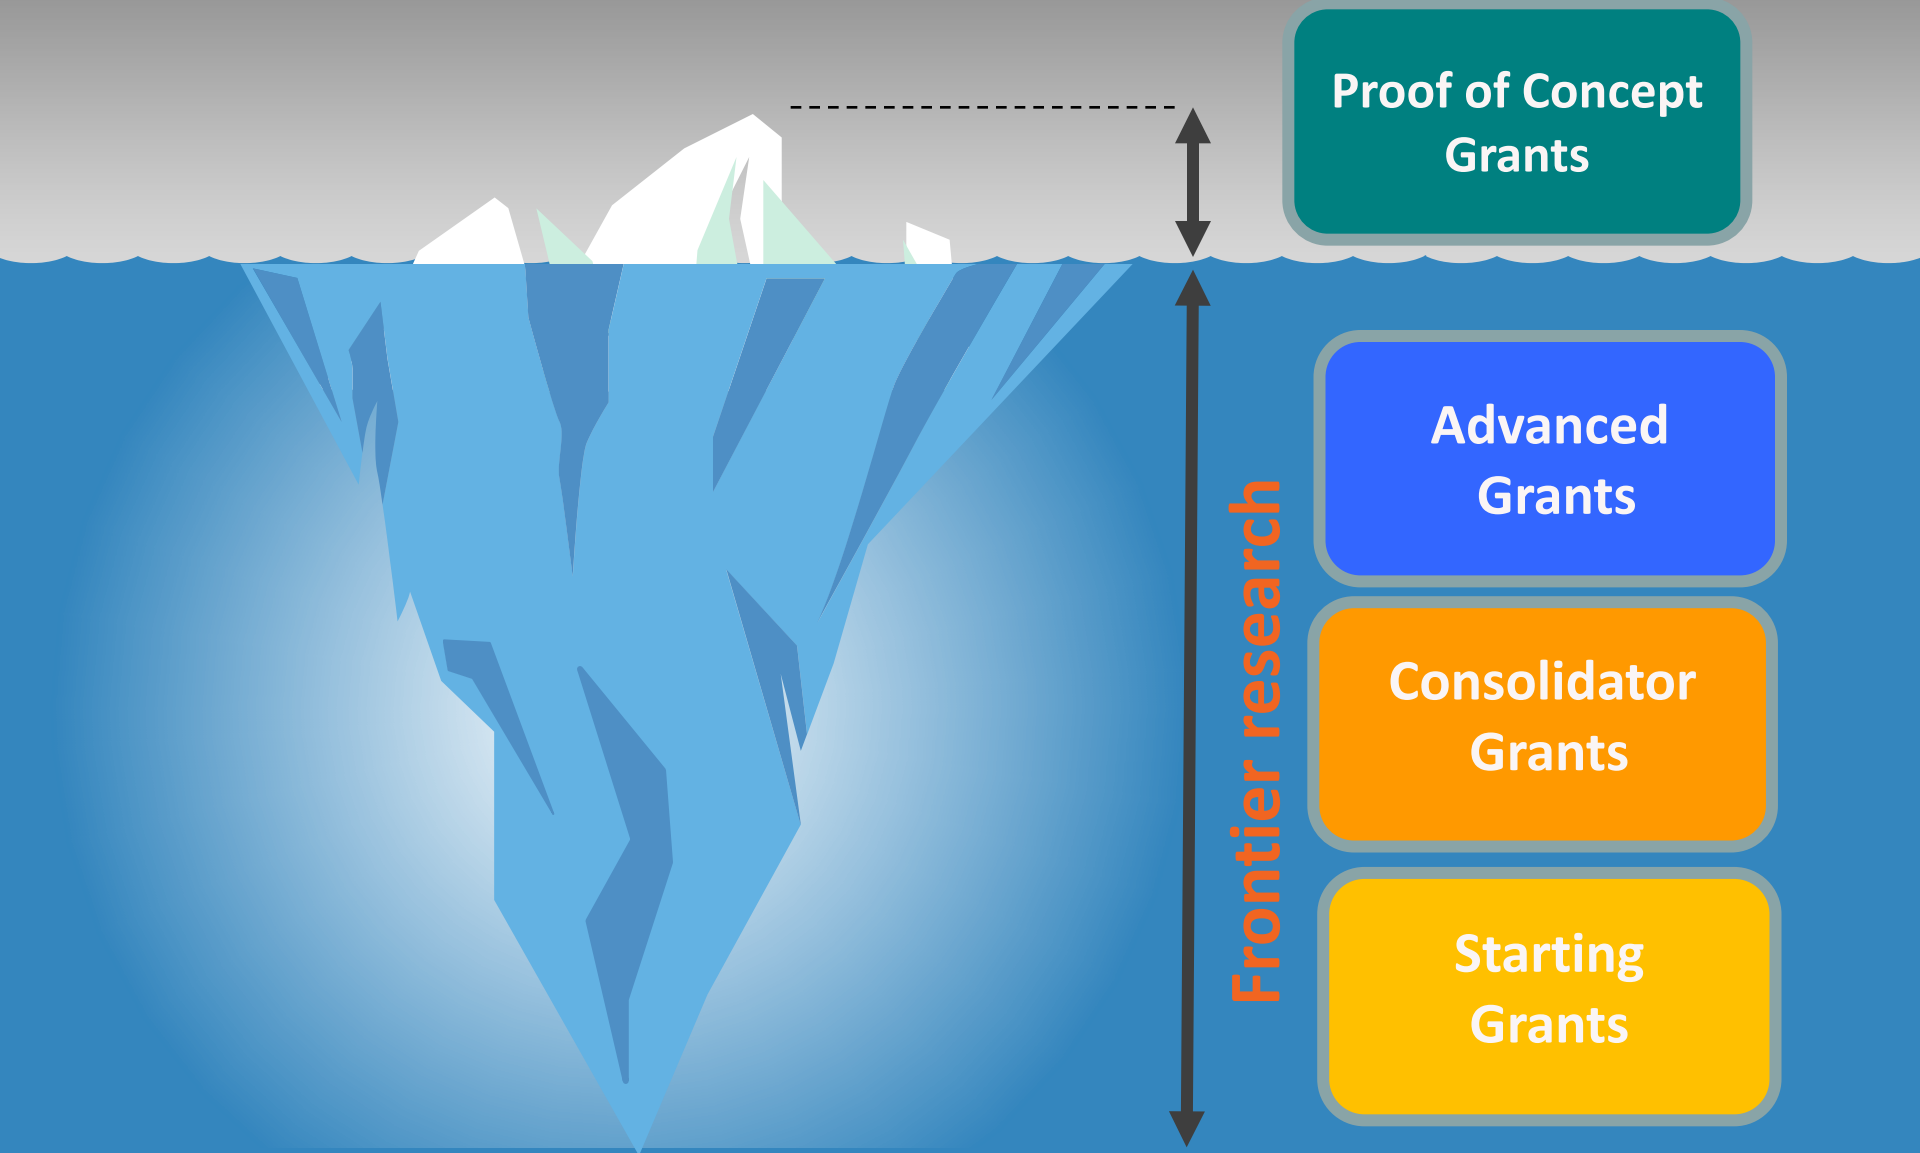 Proof of Concept
Grants
Advanced
Grants
Frontier research
Consolidator
Grants
Starting
Grants